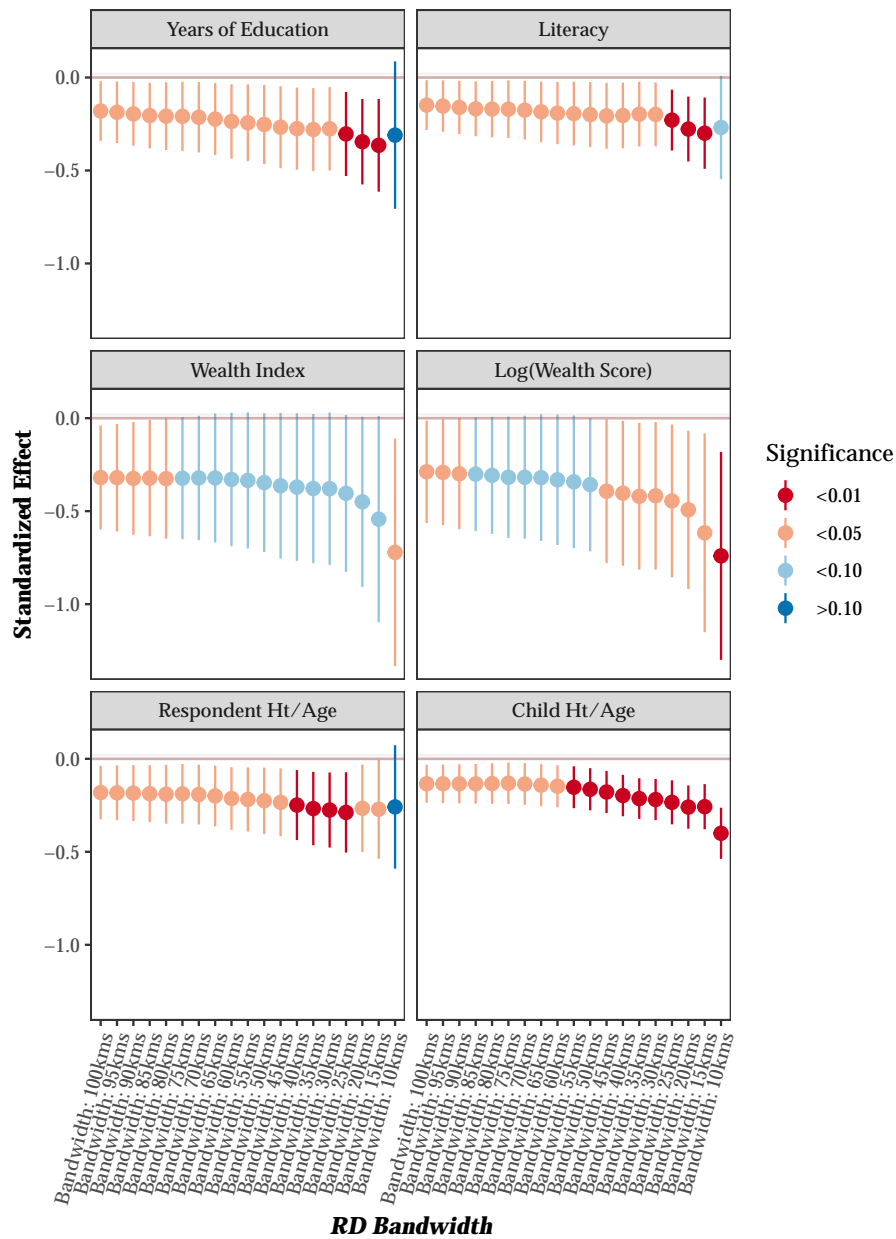 Years of Education
Literacy
0.0
−0.5
−1.0
Wealth Index
Log(Wealth Score)
0.0
−0.5
−1.0
Respondent Ht/Age
Child Ht/Age
0.0
−0.5
−1.0
Standardized Effect
Bandwidth: 100kms
Bandwidth: 95kms
Bandwidth: 90kms
Bandwidth: 85kms
Bandwidth: 80kms
Bandwidth: 75kms
Bandwidth: 70kms
Bandwidth: 65kms
Bandwidth: 60kms
Bandwidth: 55kms
Bandwidth: 50kms
Bandwidth: 45kms
Bandwidth: 40kms
Bandwidth: 35kms
Bandwidth: 30kms
Bandwidth: 25kms
Bandwidth: 20kms
Bandwidth: 15kms
Bandwidth: 10kms
Bandwidth: 100kms
Bandwidth: 95kms
Bandwidth: 90kms
Bandwidth: 85kms
Bandwidth: 80kms
Bandwidth: 75kms
Bandwidth: 70kms
Bandwidth: 65kms
Bandwidth: 60kms
Bandwidth: 55kms
Bandwidth: 50kms
Bandwidth: 45kms
Bandwidth: 40kms
Bandwidth: 35kms
Bandwidth: 30kms
Bandwidth: 25kms
Bandwidth: 20kms
Bandwidth: 15kms
Bandwidth: 10kms
RD Bandwidth
Significance
<0.01
<0.05
<0.10
>0.10